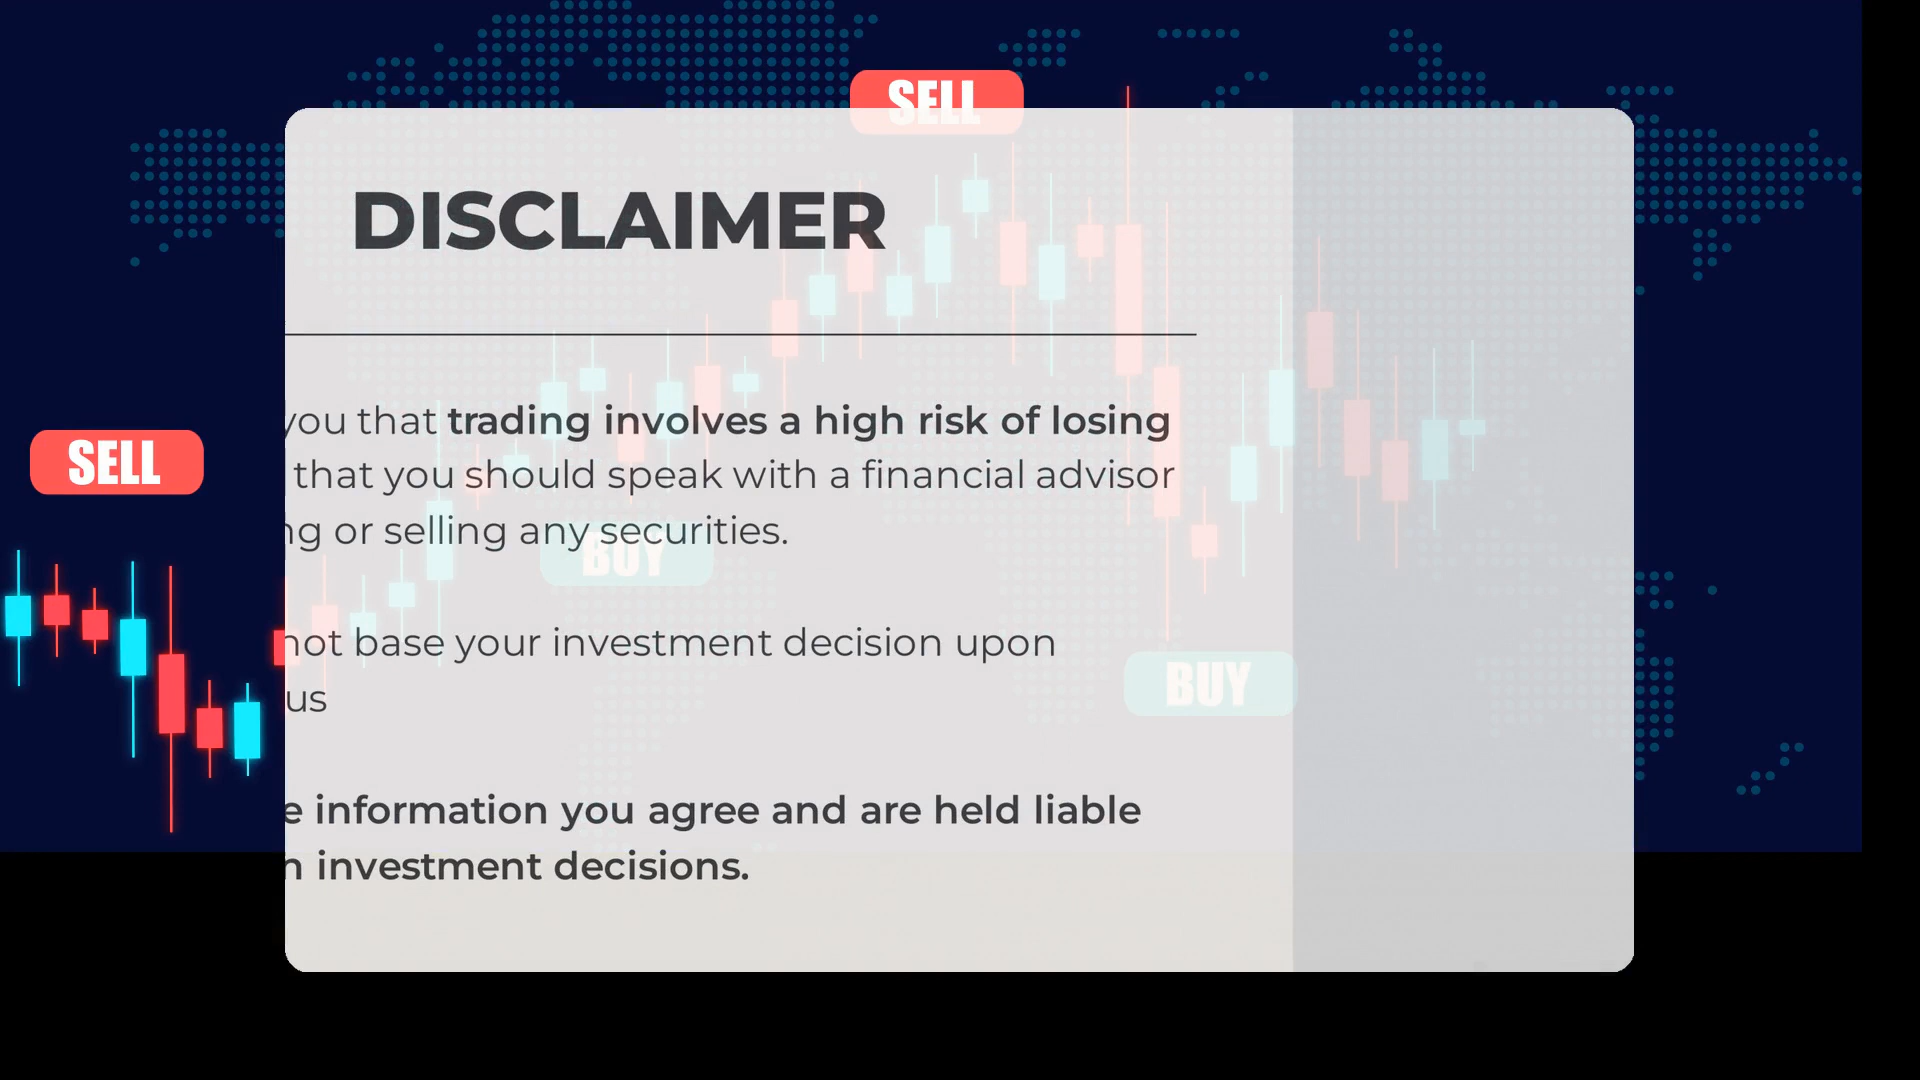 SELL
DISCLAIMER
you that trading involves a high risk of losing
SELL
that you should speak with a financial advisor
ng or selling any securities.
BUY
not base your investment decision upon
BUY
us
e information you agree and are held liable
n investment decisions.